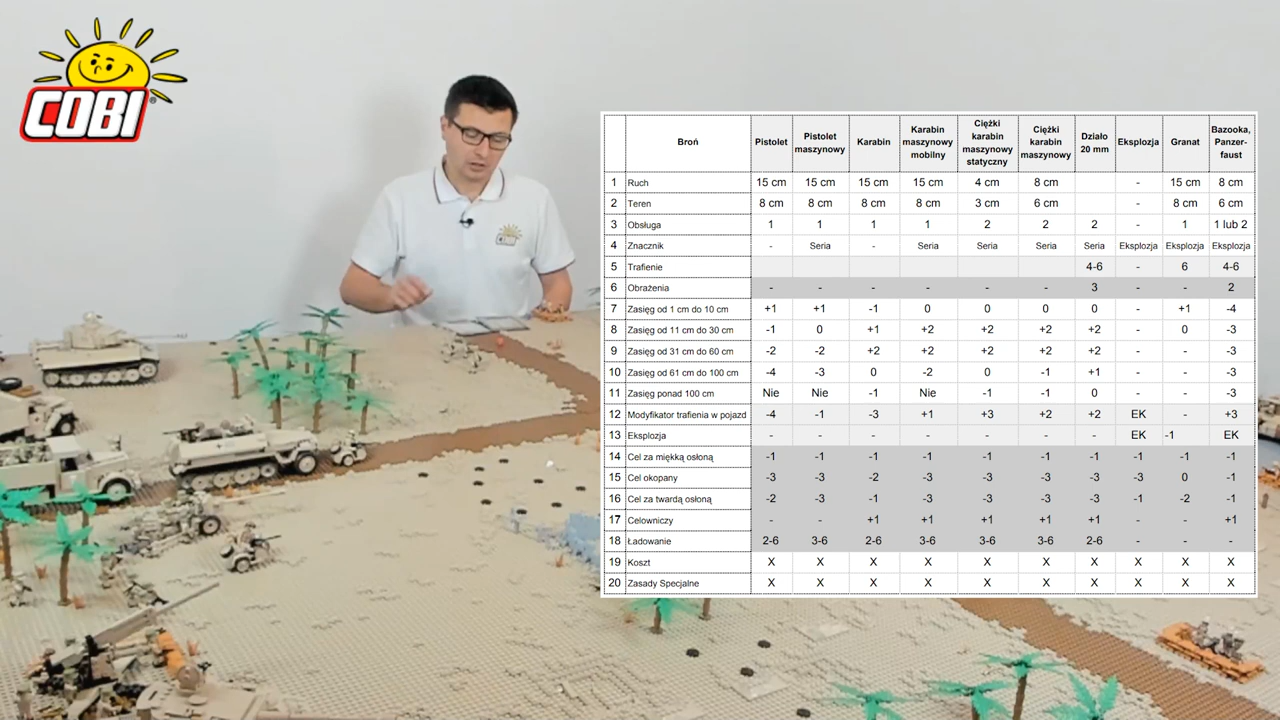 COBI
®
Broń Pistolet Pistolet maszynowy Karabin Karabin maszynowy mobilny Ciężki karabin maszynowy statyczny Ciężki karabin maszynowy Działo 20 mm Eksplozja Granat Bazooka, Panzer-faust
1 Ruch 15 cm 15 cm 15 cm 15 cm 4 cm 8 cm - 15 cm 8 cm
2 Teren 8 cm 8 cm 8 cm 8 cm 3 cm 6 cm - 8 cm 6 cm
3 Obsługa 1 1 1 1 2 2 2 - 1 1 lub 2
4 Znacznik - Seria - Seria Seria Seria Seria Eksplozja Eksplozja Eksplozja
5 Trafienie 4-6 - 6 4-6
6 Obrażenia - - - - - - 3 - - 2
7 Zasięg od 1 cm do 10 cm +1 +1 -1 0 0 0 0 - +1 -4
8 Zasięg od 11 cm do 30 cm -1 0 +1 +2 +2 +2 +2 - 0 -3
9 Zasięg od 31 cm do 60 cm -2 -2 +2 +2 +2 +2 +2 - - -3
10 Zasięg od 61 cm do 100 cm -4 -3 0 -2 0 -1 +1 - - -3
11 Zasięg ponad 100 cm Nie Nie -1 Nie -1 -1 0 - - -3
12 Modyfikator trafienia w pojazd -4 -1 -3 +1 +3 +2 +2 EK - +3
13 Eksplozja - - - - - - - EK -1 EK
14 Cel za miękką osłoną -1 -1 -1 -1 -1 -1 -1 -1 -1 -1
15 Cel okopany -3 -3 -2 -3 -3 -3 -3 -3 0 -1
16 Cel za twardą osłoną -2 -3 -1 -3 -3 -3 -3 -1 -2 -1
17 Celowniczy - - +1 +1 +1 +1 +1 - - +1
18 Ładowanie 2-6 3-6 2-6 3-6 3-6 3-6 2-6 - - -
19 Koszt X X X X X X X X X X
20 Zasady Specjalne X X X X X X X X X X